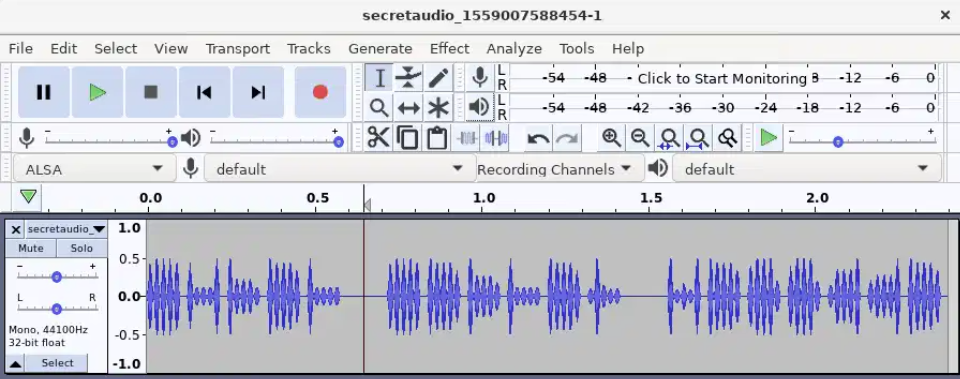 secretaudio_1559007588454-1
File Edit Select View Transport Tracks Generate Effect Analyze Tools Help
L R -54 -48 - Click to Start Monitoring 8 -12 -6 0
L R -54 -48 -42 -36 -30 -24 -18 -12 -6 0
ALSA default Recording Channels default
0.0 0.5 1.0 1.5 2.0
secretaudio_
Mute Solo
- +
L R
Mono, 44100Hz
32-bit float
Select
1.0
0.5
0.0
-0.5
-1.0